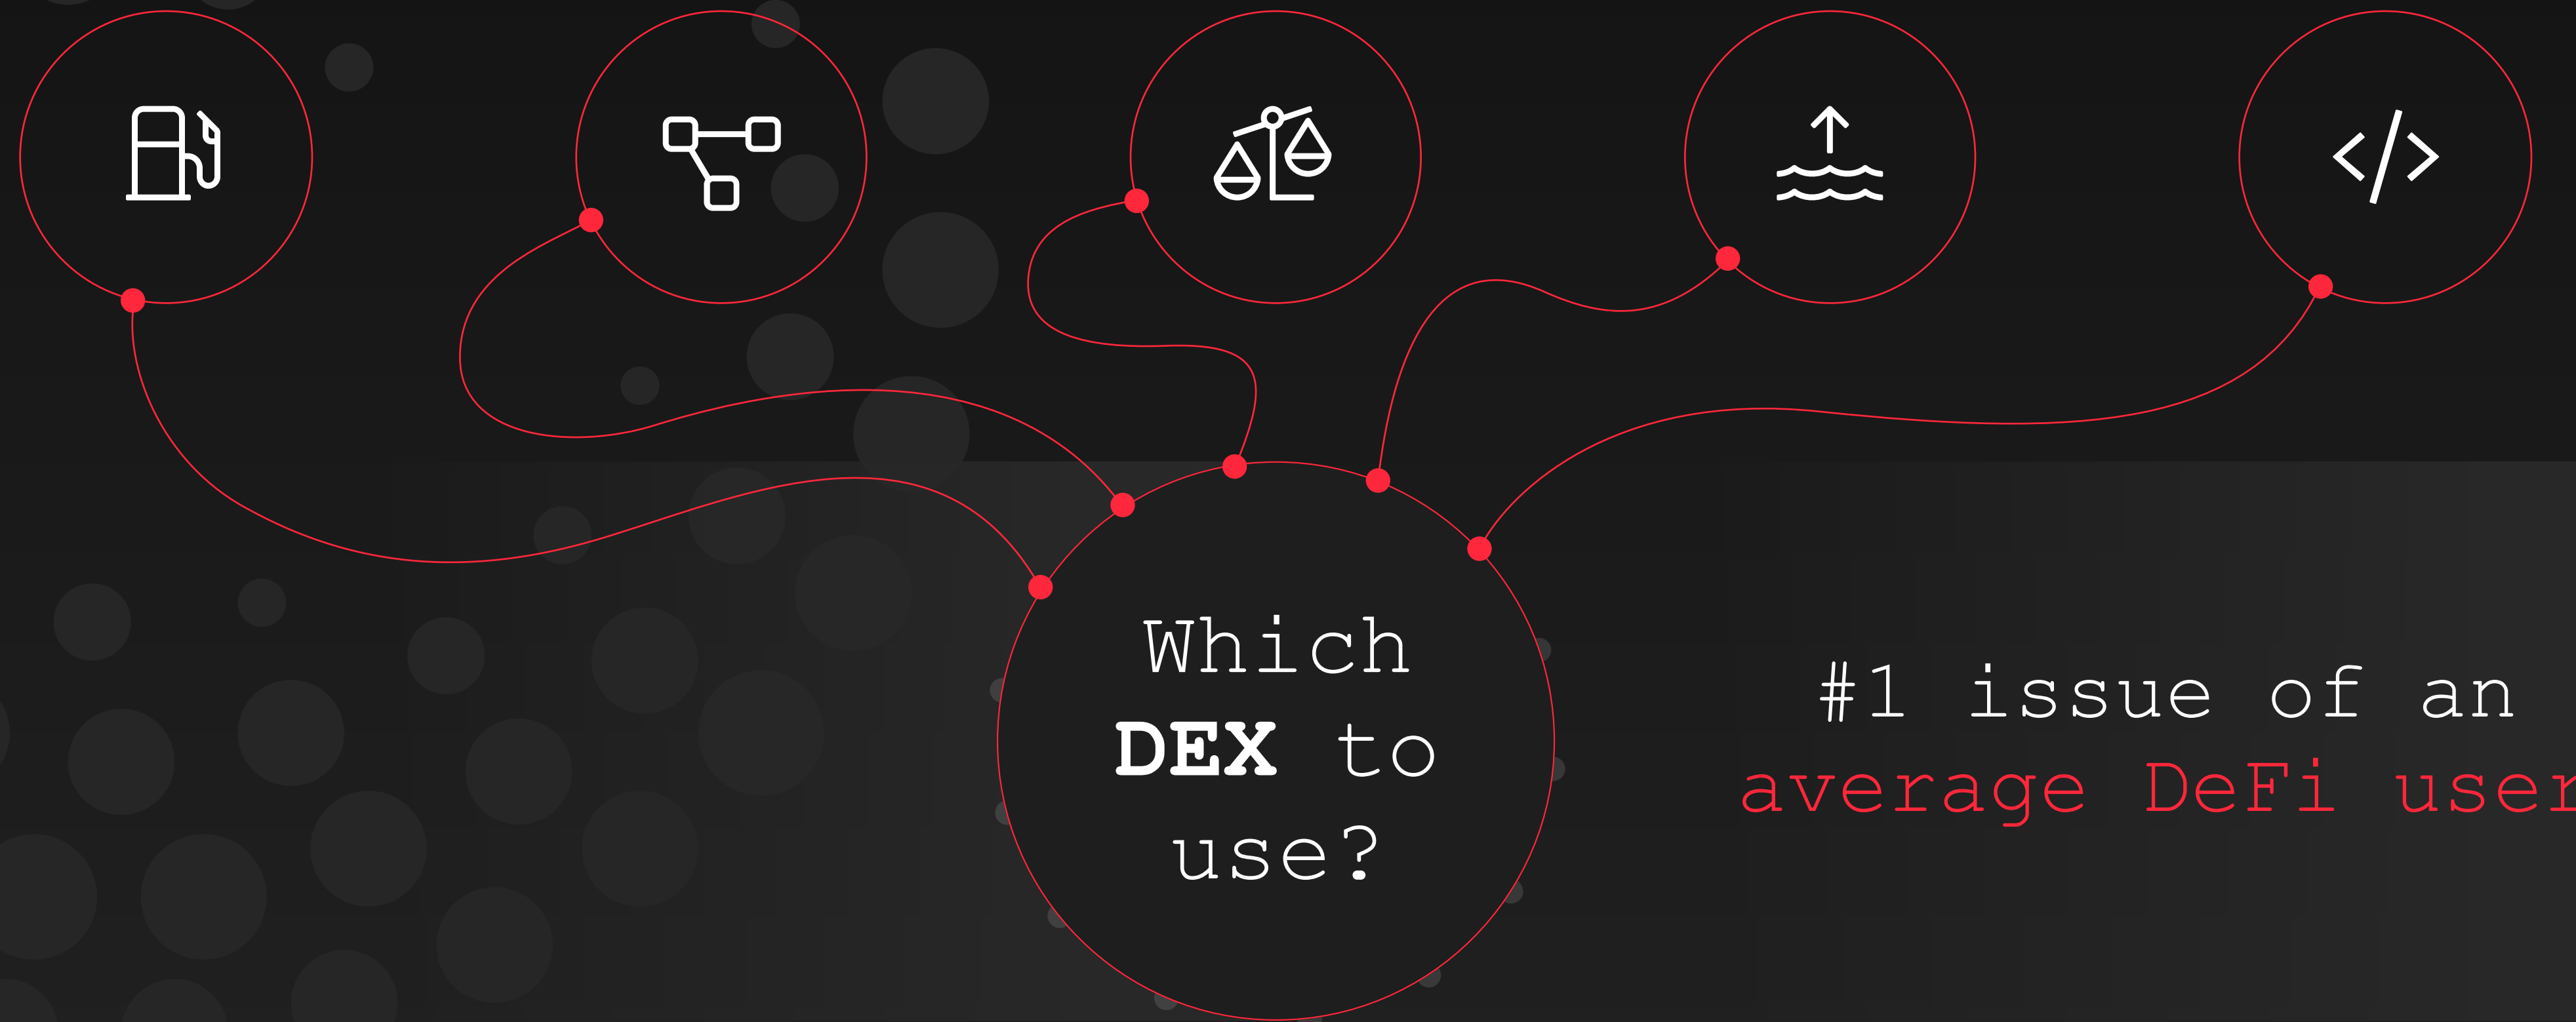 Which
DEX to
use?
#1 issue of an
average DeFi user